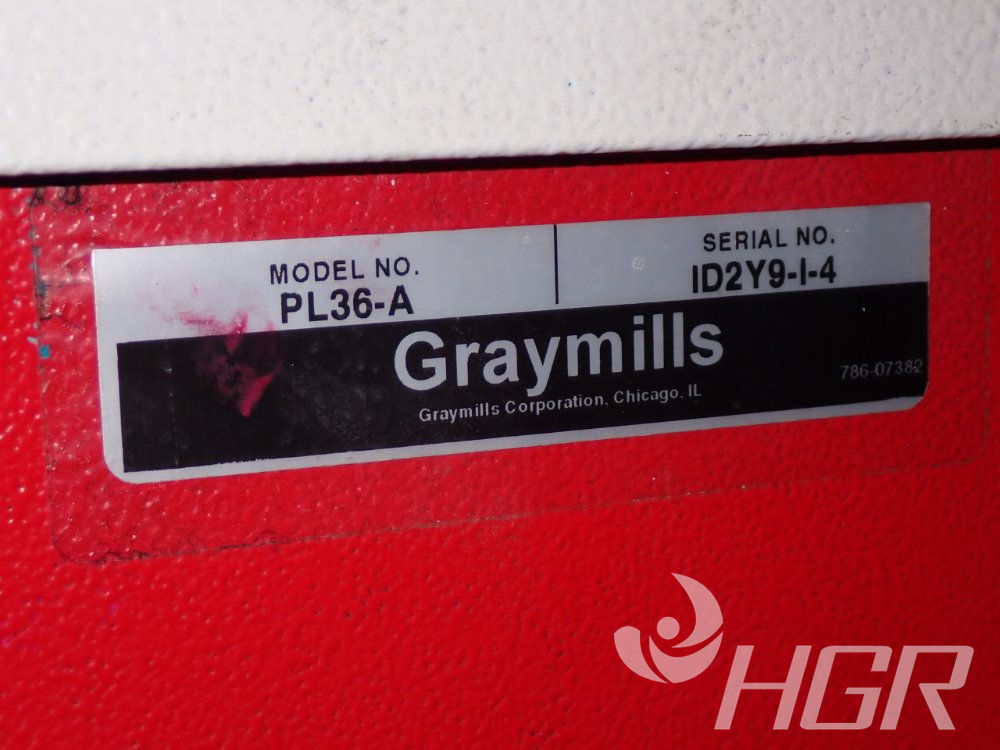 MODEL NO.
PL36-A
SERIAL NO.
ID2Y9-I-4
Graymills
Graymills Corporation, Chicago, IL
786-07382
HGR